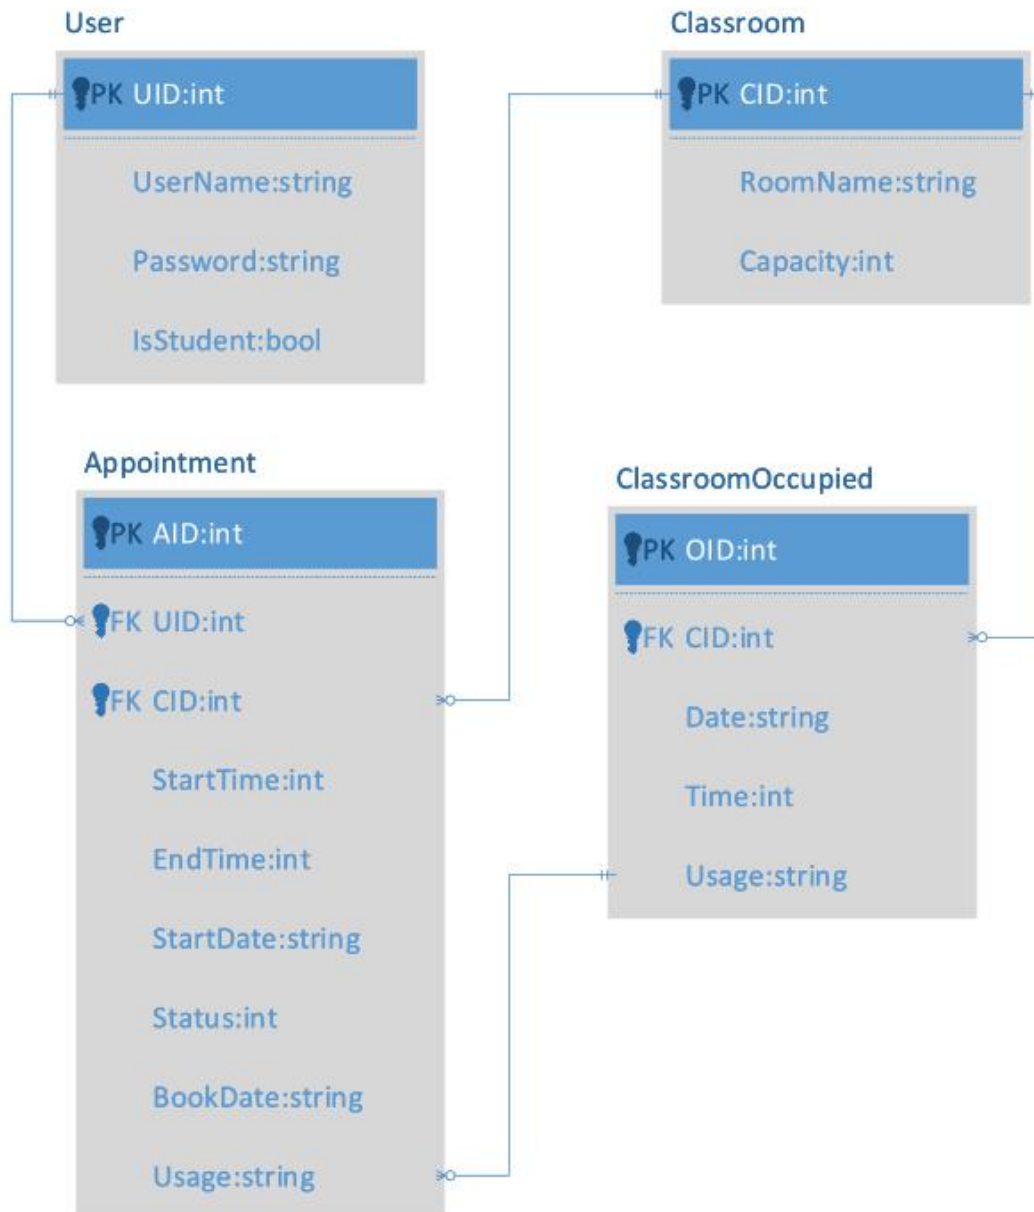 User
PK UID:int
UserName:string
Password:string
IsStudent:bool
Classroom
PK CID:int
RoomName:string
Capacity:int
Appointment
PK AID:int
FK UID:int
FK CID:int
StartTime:int
EndTime:int
StartDate:string
Status:int
BookDate:string
Usage:string
ClassroomOccupied
PK OID:int
FK CID:int
Date:string
Time:int
Usage:string